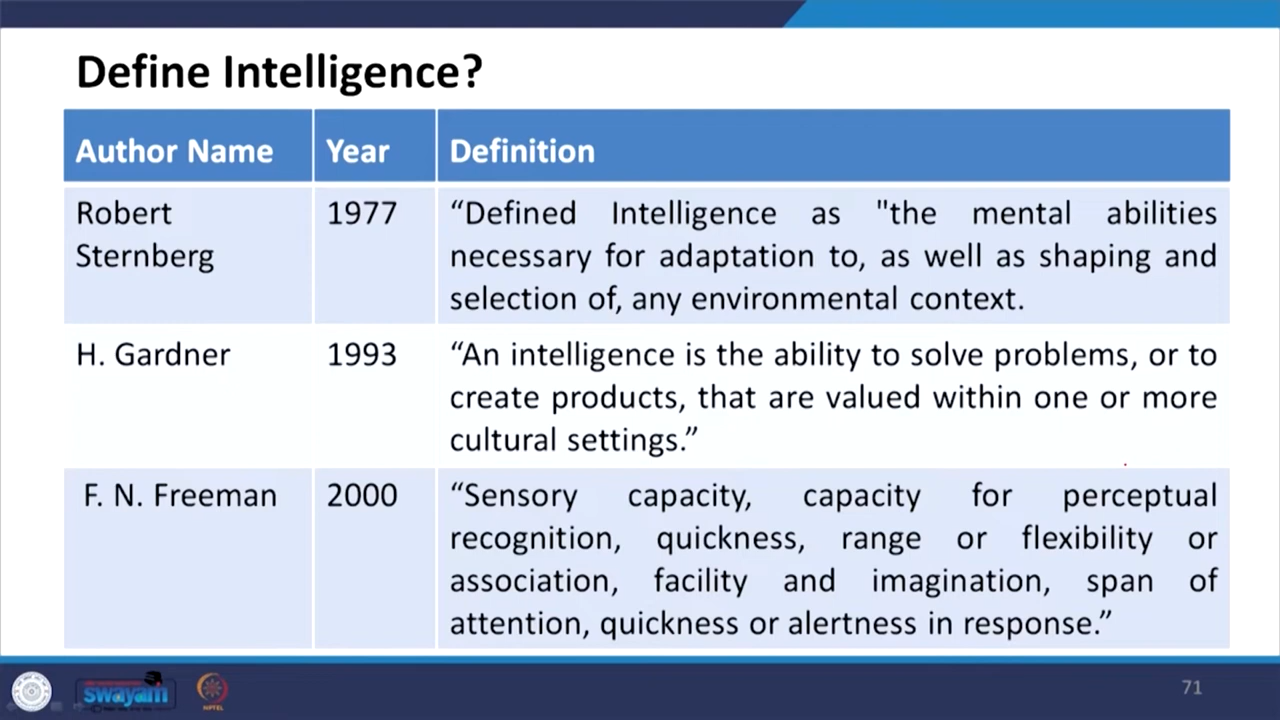 Define Intelligence?
Author Name Year Definition
Robert Sternberg 1977 “Defined Intelligence as "the mental abilities
necessary for adaptation to, as well as shaping and
selection of, any environmental context.
H. Gardner 1993 “An intelligence is the ability to solve problems, or to
create products, that are valued within one or more
cultural settings.”
F. N. Freeman 2000 “Sensory capacity, capacity for perceptual
recognition, quickness, range or flexibility or
association, facility and imagination, span of
attention, quickness or alertness in response.”
swayam
71